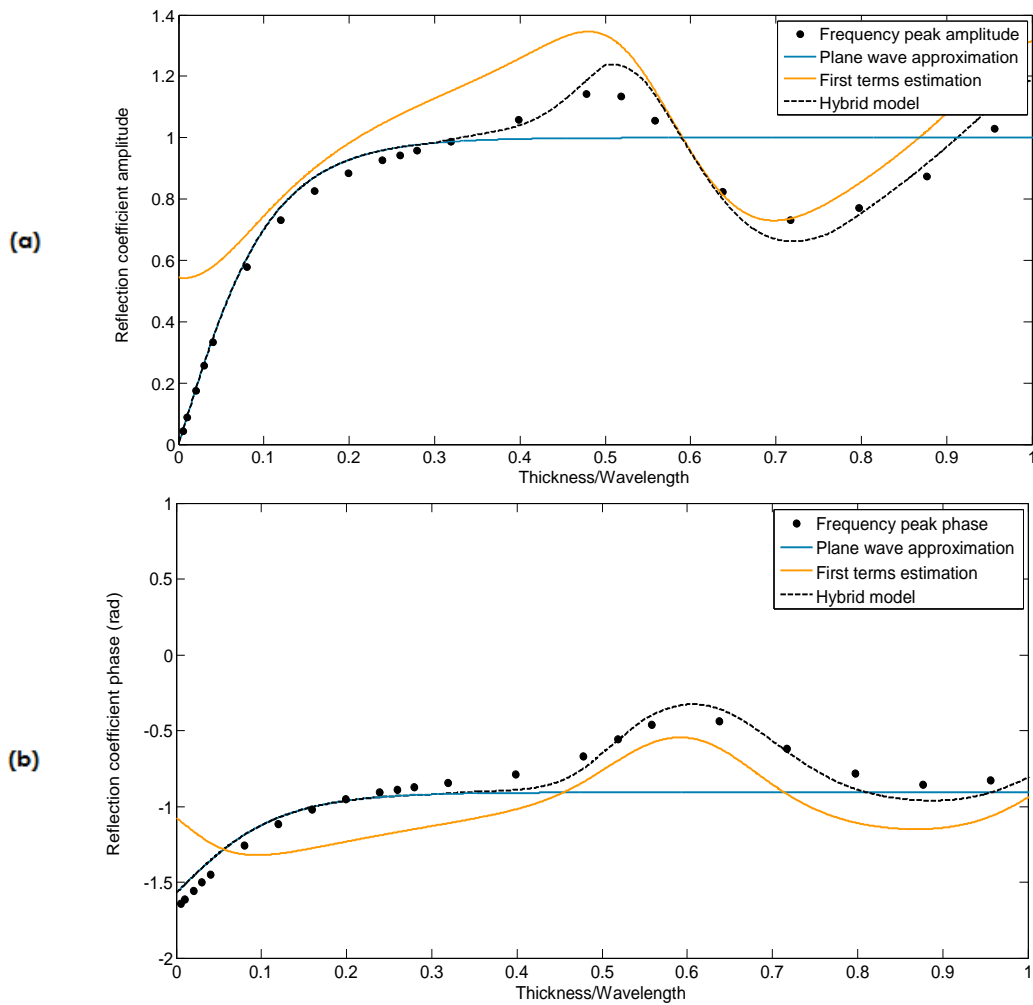 (a)
Reflection coefficient amplitude
1.4
1.2
1
0.8
0.6
0.4
0.2
0
0 0.1 0.2 0.3 0.4 0.5 0.6 0.7 0.8 0.9 1
Thickness/Wavelength
Frequency peak amplitude
Plane wave approximation
First terms estimation
Hybrid model
(b)
Reflection coefficient phase (rad)
1
0.5
0
-0.5
-1
-1.5
-2
0 0.1 0.2 0.3 0.4 0.5 0.6 0.7 0.8 0.9 1
Thickness/Wavelength
Frequency peak phase
Plane wave approximation
First terms estimation
Hybrid model